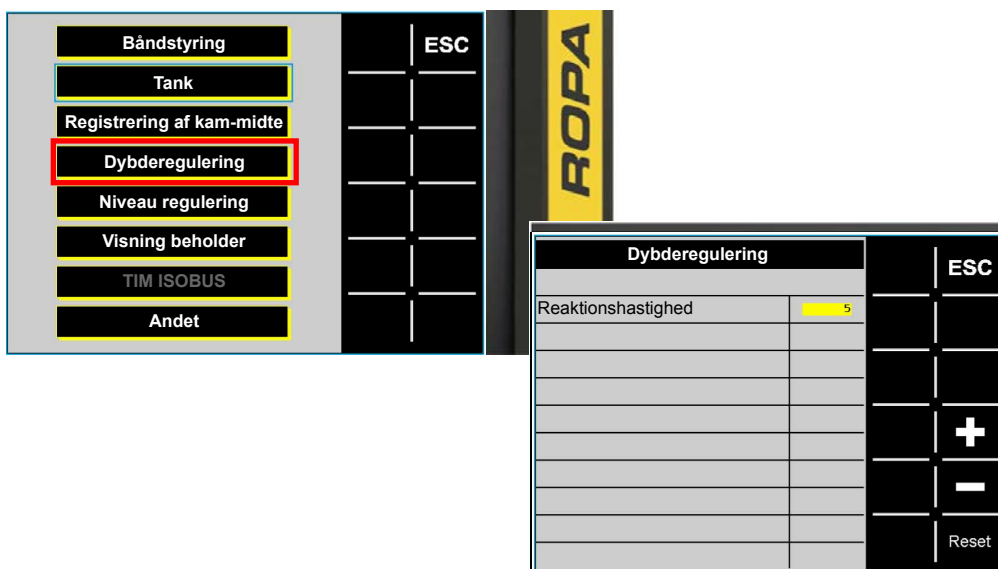 Båndstyring
ESC
Tank
Registrering af kam-midte
Dybderegulering
Niveau regulering
Visning beholder
TIM ISOBUS
Andet
ROPA
Dybderegulering
ESC
Reaktionshastighed 5
+
−
Reset